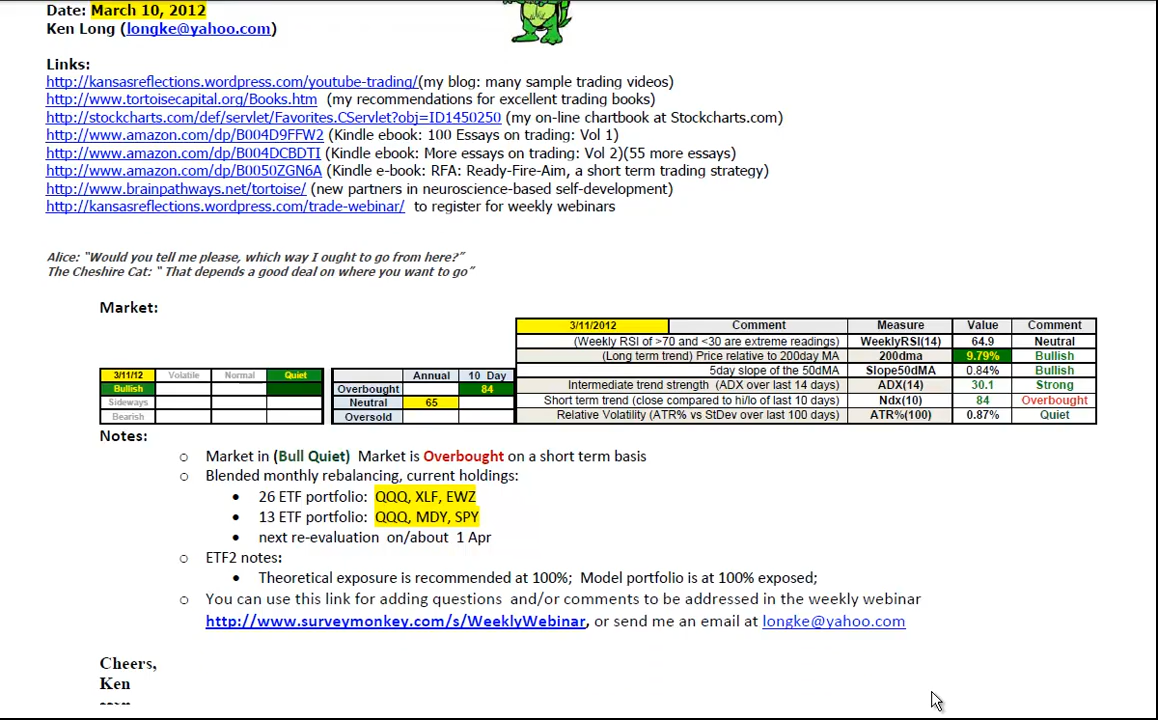 Date: March 10, 2012
Ken Long (longke@yahoo.com)
Links:
http://kansasreflections.wordpress.com/youtube-trading/(my blog: many sample trading videos)
http://www.tortoisecapital.org/Books.htm (my recommendations for excellent trading books)
http://stockcharts.com/def/servlet/Favorites.CServlet?obj=ID1450250 (my on-line chartbook at Stockcharts.com)
http://www.amazon.com/dp/B004D9FFW2 (Kindle ebook: 100 Essays on trading: Vol 1)
http://www.amazon.com/dp/B004DCBDTI (Kindle ebook: More essays on trading: Vol 2)(55 more essays)
http://www.amazon.com/dp/B0050ZGN6A (Kindle e-book: RFA: Ready-Fire-Aim, a short term trading strategy)
http://www.brainpathways.net/tortoise/ (new partners in neuroscience-based self-development)
http://kansasreflections.wordpress.com/trade-webinar/ to register for weekly webinars
Alice: "Would you tell me please, which way I ought to go from here?"
The Cheshire Cat: " That depends a good deal on where you want to go"
Market:
3/11/12 Volatile Normal Quiet
Bullish
Sideways
Bearish
Annual 10 Day
Overbought 84
Neutral 65
Oversold
3/11/2012 Comment Measure Value Comment
(Weekly RSI of >70 and <30 are extreme readings) WeeklyRSI(14) 64.9 Neutral
(Long term trend) Price relative to 200day MA 200dma 9.79% Bullish
5day slope of the 50dMA Slope50dMA 0.84% Bullish
Intermediate trend strength (ADX over last 14 days) ADX(14) 30.1 Strong
Short term trend (close compared to hi/lo of last 10 days) Ndx(10) 84 Overbought
Relative Volatility (ATR% vs StDev over last 100 days) ATR%(100) 0.87% Quiet
Notes:
○ Market in (Bull Quiet) Market is Overbought on a short term basis
○ Blended monthly rebalancing, current holdings:
• 26 ETF portfolio: QQQ, XLF, EWZ
• 13 ETF portfolio: QQQ, MDY, SPY
• next re-evaluation on/about 1 Apr
○ ETF2 notes:
• Theoretical exposure is recommended at 100%; Model portfolio is at 100% exposed;
○ You can use this link for adding questions and/or comments to be addressed in the weekly webinar
http://www.surveymonkey.com/s/WeeklyWebinar, or send me an email at longke@yahoo.com
Cheers,
Ken